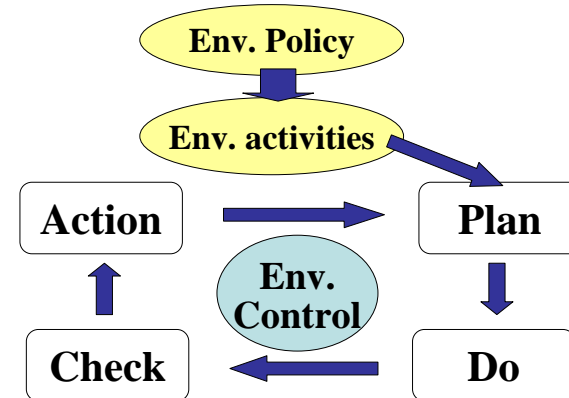 Env. Policy
Env. activities
Action
Plan
Env.
Control
Check
Do